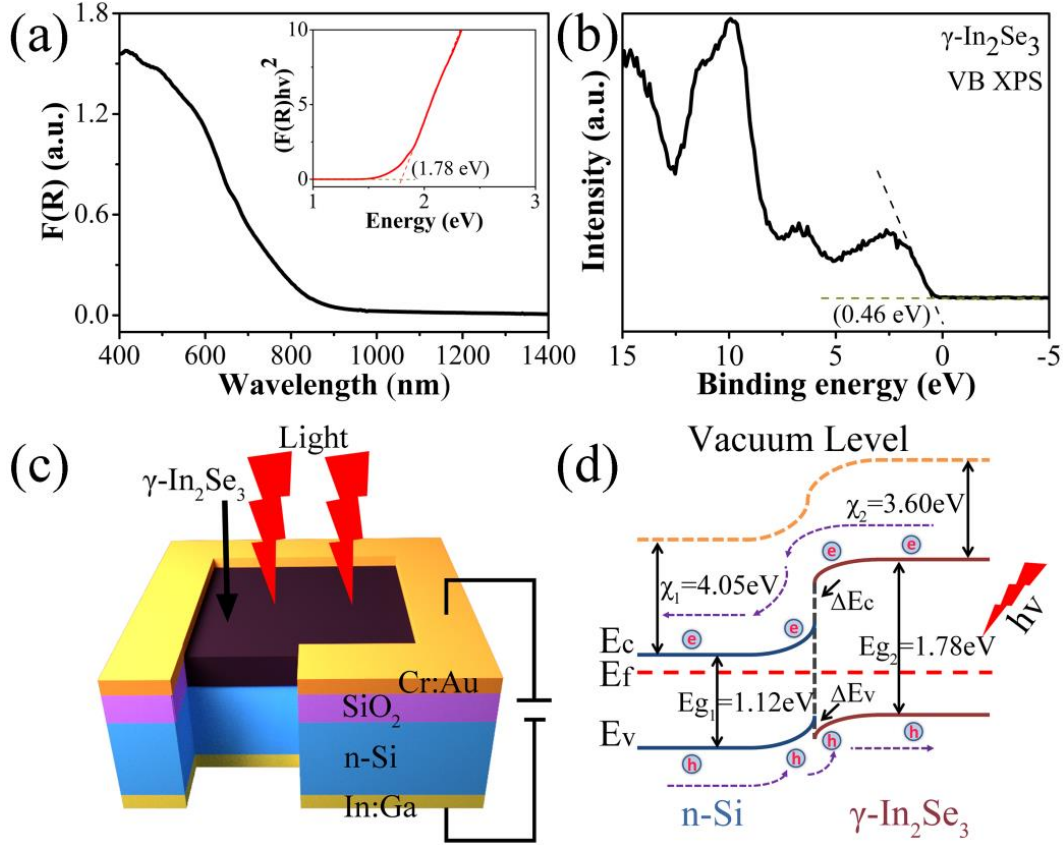 (a)
1.8
1.2
0.6
0.0
F(R) (a.u.)
400 600 800 1000 1200 1400
Wavelength (nm)
10
5
0
(F(R)hv)²
(1.78 eV)
1 2 3
Energy (eV)
(b)
γ-In₂Se₃
VB XPS
Intensity (a.u.)
(0.46 eV)
15 10 5 0 -5
Binding energy (eV)
(c)
Light
γ-In₂Se₃
Cr:Au
SiO₂
n-Si
In:Ga
(d)
Vacuum Level
χ₂=3.60eV
e e
χ₁=4.05eV
ΔEc
hv
e e
Ec
Ef
Eg₂=1.78eV
Eg₁=1.12eV
ΔEv
Ev
h h h h
n-Si
γ-In₂Se₃